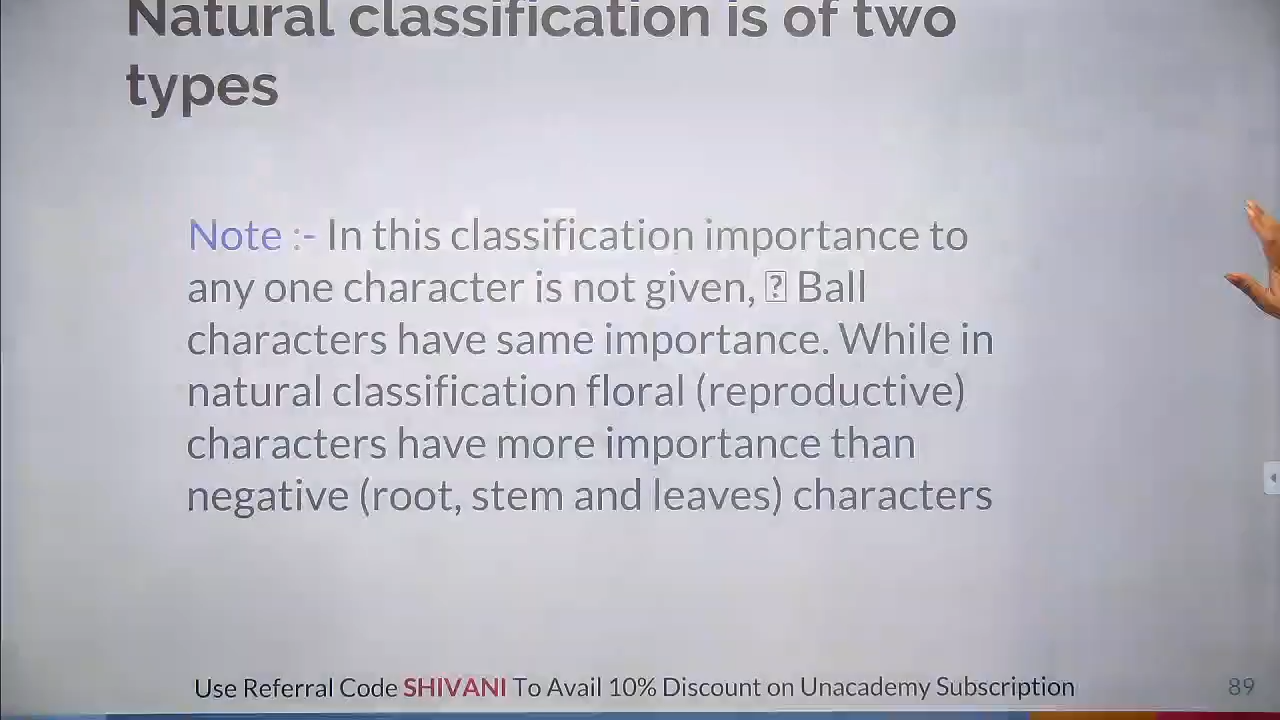 Natural classification is of two
types
Note :- In this classification importance to
any one character is not given, ⍰ Ball
characters have same importance. While in
natural classification floral (reproductive)
characters have more importance than
negative (root, stem and leaves) characters
Use Referral Code SHIVANI To Avail 10% Discount on Unacademy Subscription
89